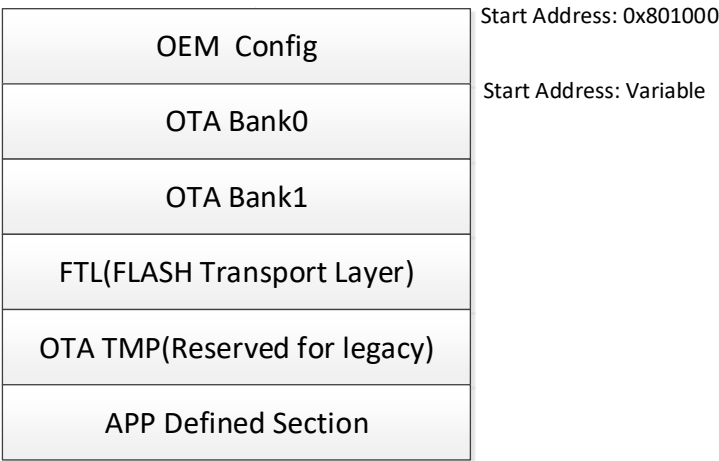 Start Address: 0x801000
OEM Config
Start Address: Variable
OTA Bank0
OTA Bank1
FTL(FLASH Transport Layer)
OTA TMP(Reserved for legacy)
APP Defined Section